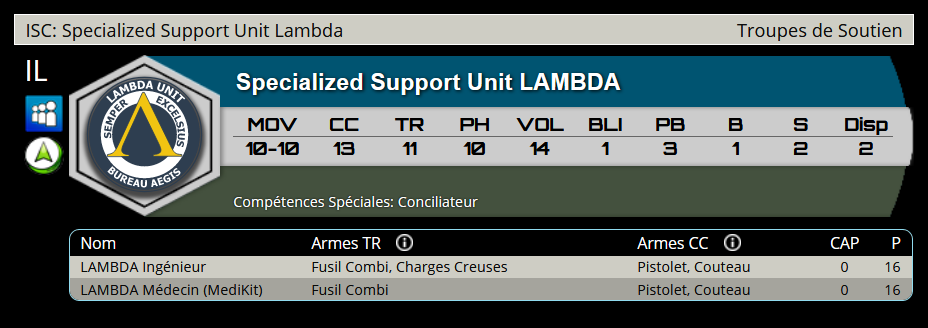 ISC: Specialized Support Unit Lambda Troupes de Soutien
IL
Specialized Support Unit LAMBDA
LAMBDA UNIT
SEMPER EXCELSIUS
BUREAU AEGIS
MOV CC TR PH VOL BLI PB B S Disp
10-10 13 11 10 14 1 3 1 2 2
Compétences Spéciales: Conciliateur
Nom Armes TR Armes CC CAP P
LAMBDA Ingénieur Fusil Combi, Charges Creuses Pistolet, Couteau 0 16
LAMBDA Médecin (MediKit) Fusil Combi Pistolet, Couteau 0 16